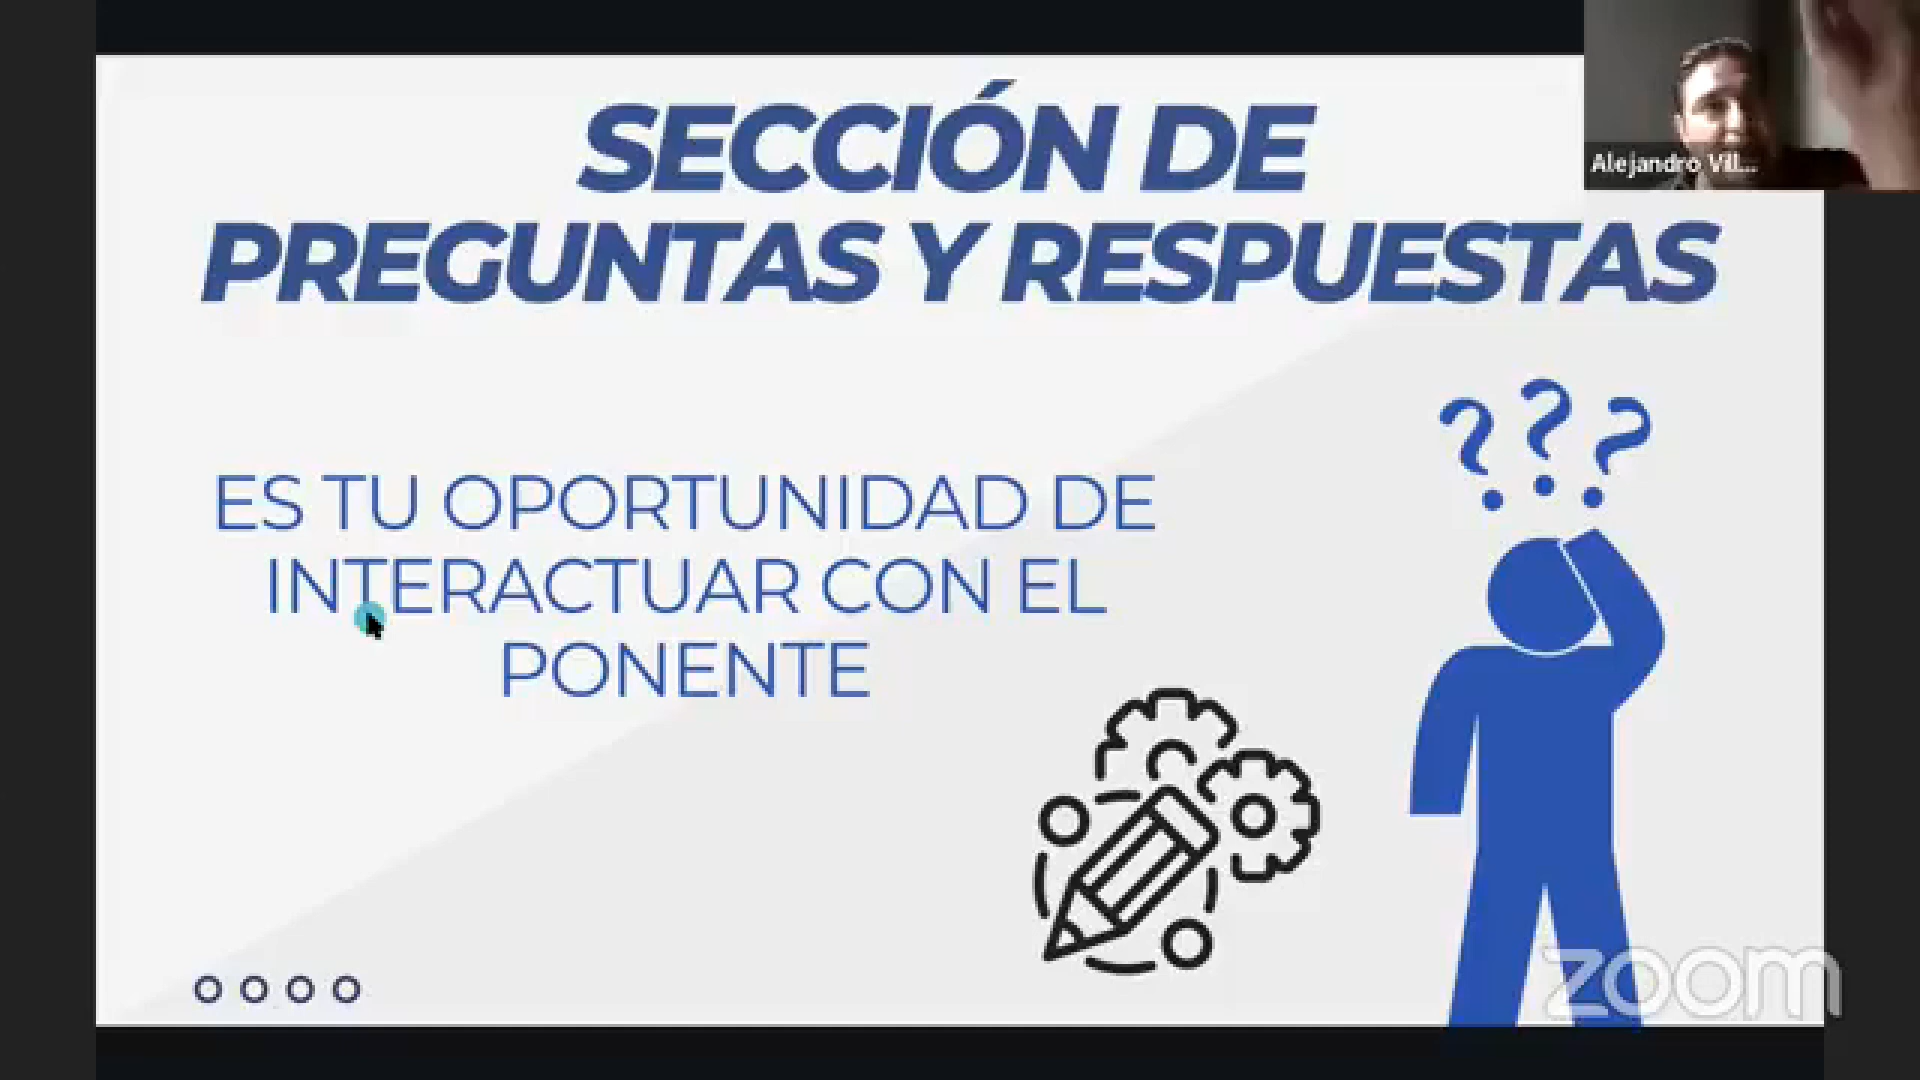 SECCIÓN DE
PREGUNTAS Y RESPUESTAS
Alejandro Vil...
ES TU OPORTUNIDAD DE
INTERACTUAR CON EL
PONENTE
???
zoom